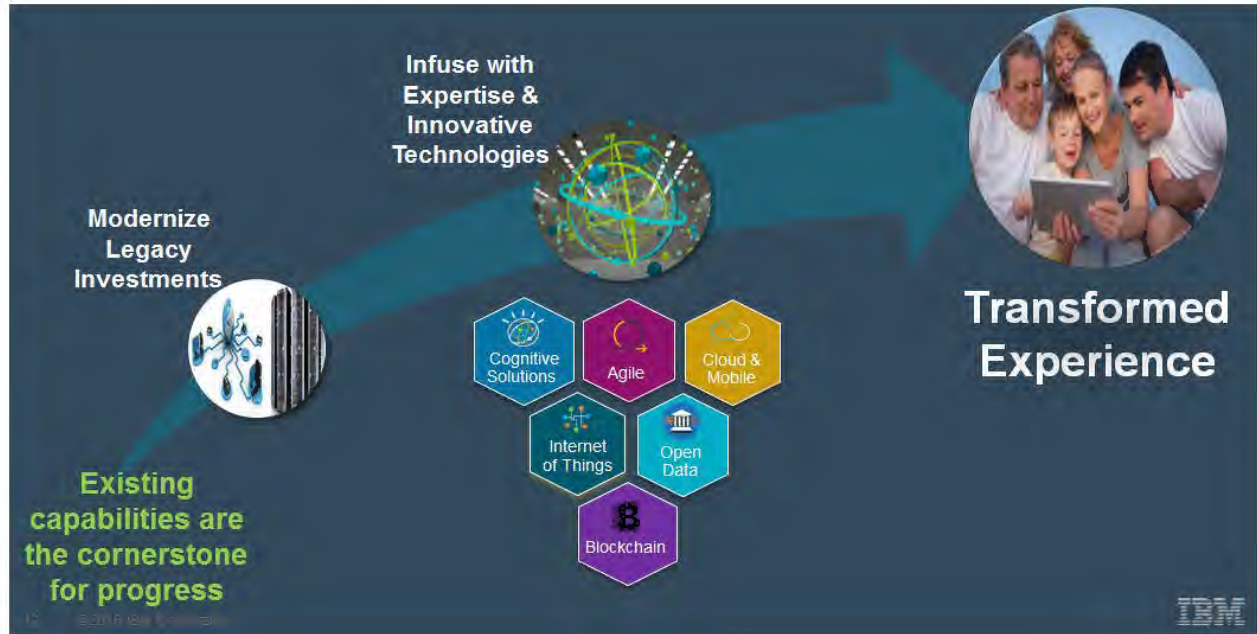 Infuse with
Expertise &
Innovative
Technologies
Modernize
Legacy
Investments
Transformed
Experience
Cognitive
Solutions
Agile
Cloud &
Mobile
Internet
of Things
Open
Data
Blockchain
Existing
capabilities are
the cornerstone
for progress
IBM